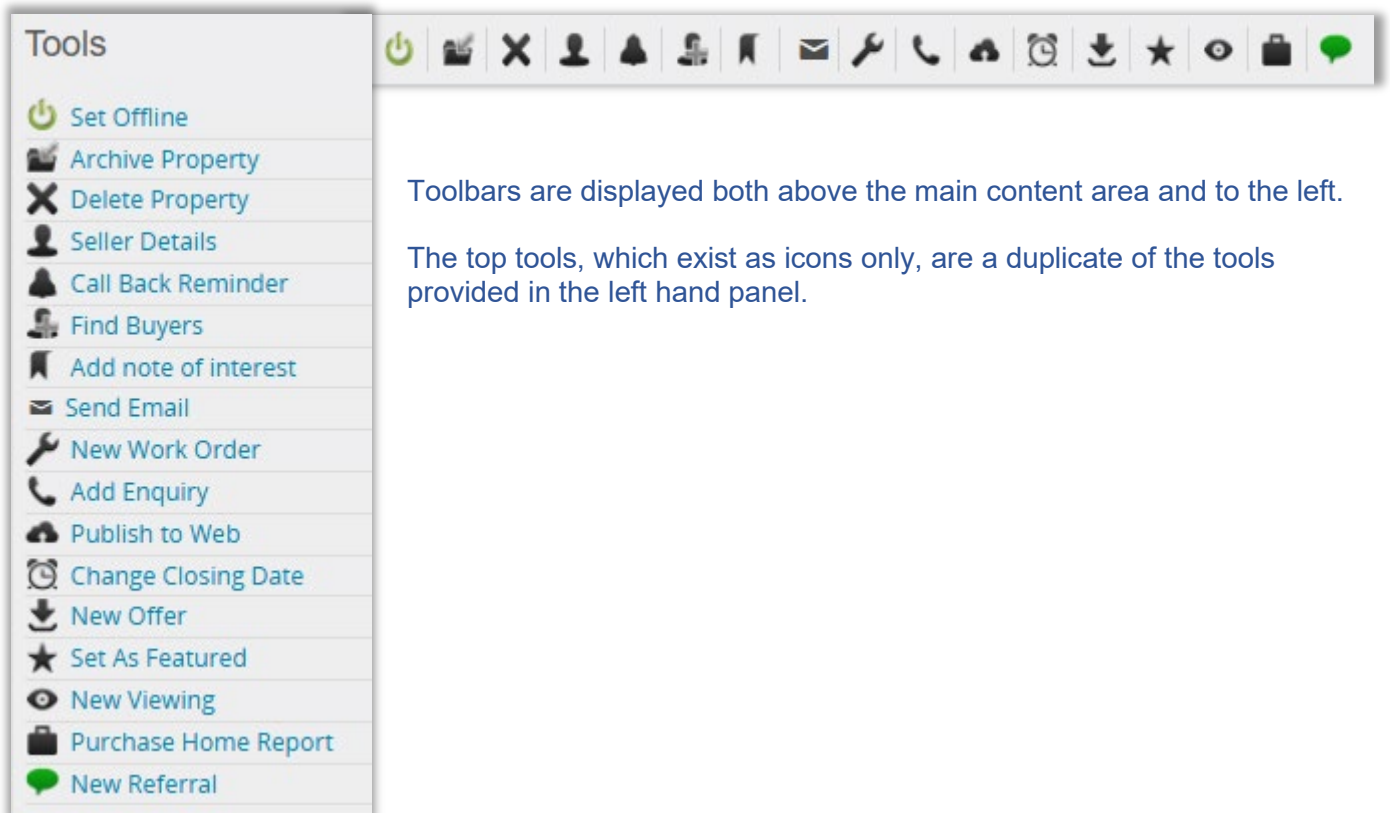 Tools
Set Offline
Archive Property
Delete Property
Seller Details
Call Back Reminder
Find Buyers
Add note of interest
Send Email
New Work Order
Add Enquiry
Publish to Web
Change Closing Date
New Offer
Set As Featured
New Viewing
Purchase Home Report
New Referral
Toolbars are displayed both above the main content area and to the left.
The top tools, which exist as icons only, are a duplicate of the tools
provided in the left hand panel.